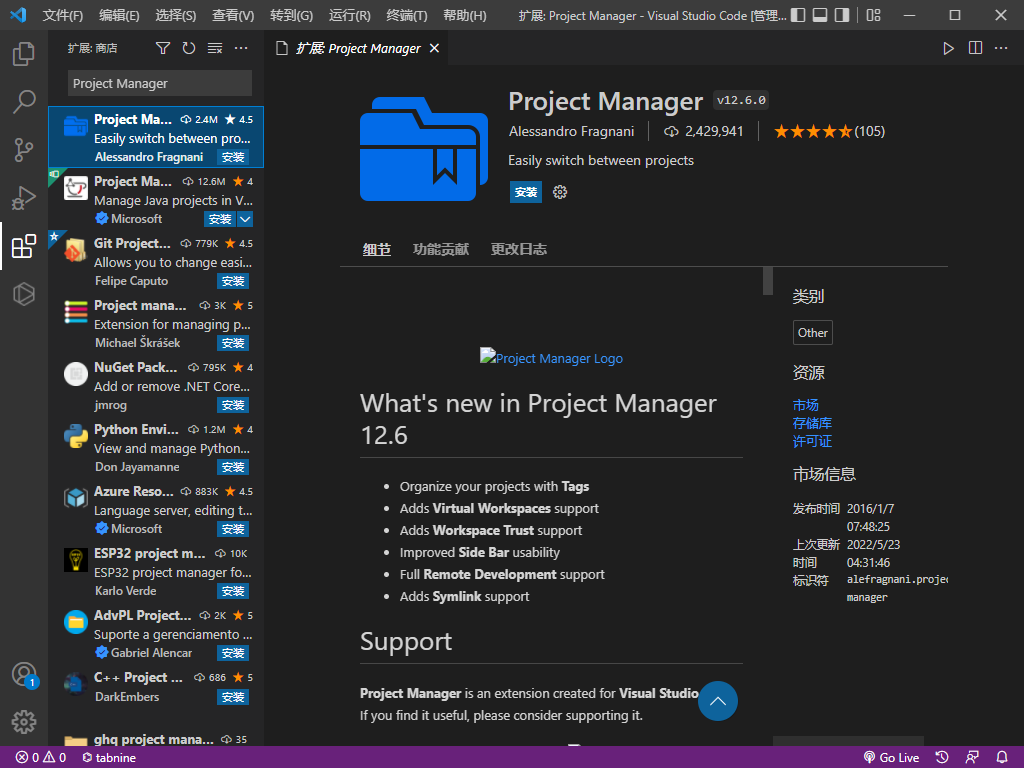 文件(F) 编辑(E) 选择(S) 查看(V) 转到(G) 运行(R) 终端(T) 帮助(H) 扩展: Project Manager - Visual Studio Code [管理...
扩展: 商店
Project Manager
Project Ma... 2.4M 4.5
Easily switch between pro...
Alessandro Fragnani 安装
Project Ma... 12.6M 4
Manage Java projects in V...
Microsoft 安装
Git Project... 779K 4.5
Allows you to change easi...
Felipe Caputo 安装
Project mana... 3K 5
Extension for managing p...
Michael Škrášek 安装
NuGet Pack... 795K 4
Add or remove .NET Core...
jmrog 安装
Python Envi... 1.2M 4
View and manage Python...
Don Jayamanne 安装
Azure Reso... 883K 4.5
Language server, editing t...
Microsoft 安装
ESP32 project m... 10K
ESP32 project manager fo...
Karlo Verde 安装
AdvPL Project... 2K 5
Suporte a gerenciamento ...
Gabriel Alencar 安装
C++ Project ... 686 5
DarkEmbers 安装
ghq project mana... 35
扩展: Project Manager
Project Manager v12.6.0
Alessandro Fragnani 2,429,941 (105)
Easily switch between projects
安装
细节 功能贡献 更改日志
Project Manager Logo
What's new in Project Manager
12.6
• Organize your projects with Tags
• Adds Virtual Workspaces support
• Adds Workspace Trust support
• Improved Side Bar usability
• Full Remote Development support
• Adds Symlink support
Support
Project Manager is an extension created for Visual Studio
If you find it useful, please consider supporting it.
类别
Other
资源
市场
存储库
许可证
市场信息
发布时间 2016/1/7
07:48:25
上次更新 2022/5/23
时间 04:31:46
标识符 alefragnani.projec
manager
1
0 0 tabnine Go Live